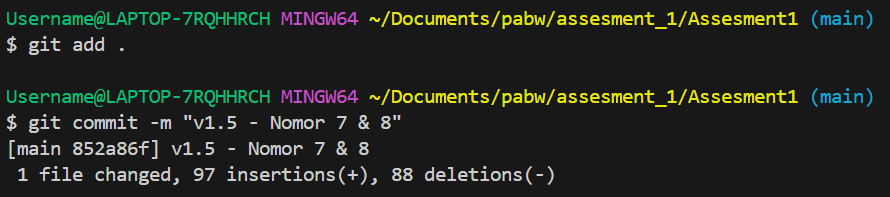 Username@LAPTOP-7RQHHRCH MINGW64 ~/Documents/pabw/assesment_1/Assesment1 (main)
$ git add .
Username@LAPTOP-7RQHHRCH MINGW64 ~/Documents/pabw/assesment_1/Assesment1 (main)
$ git commit -m "v1.5 - Nomor 7 & 8"
[main 852a86f] v1.5 - Nomor 7 & 8
1 file changed, 97 insertions(+), 88 deletions(-)